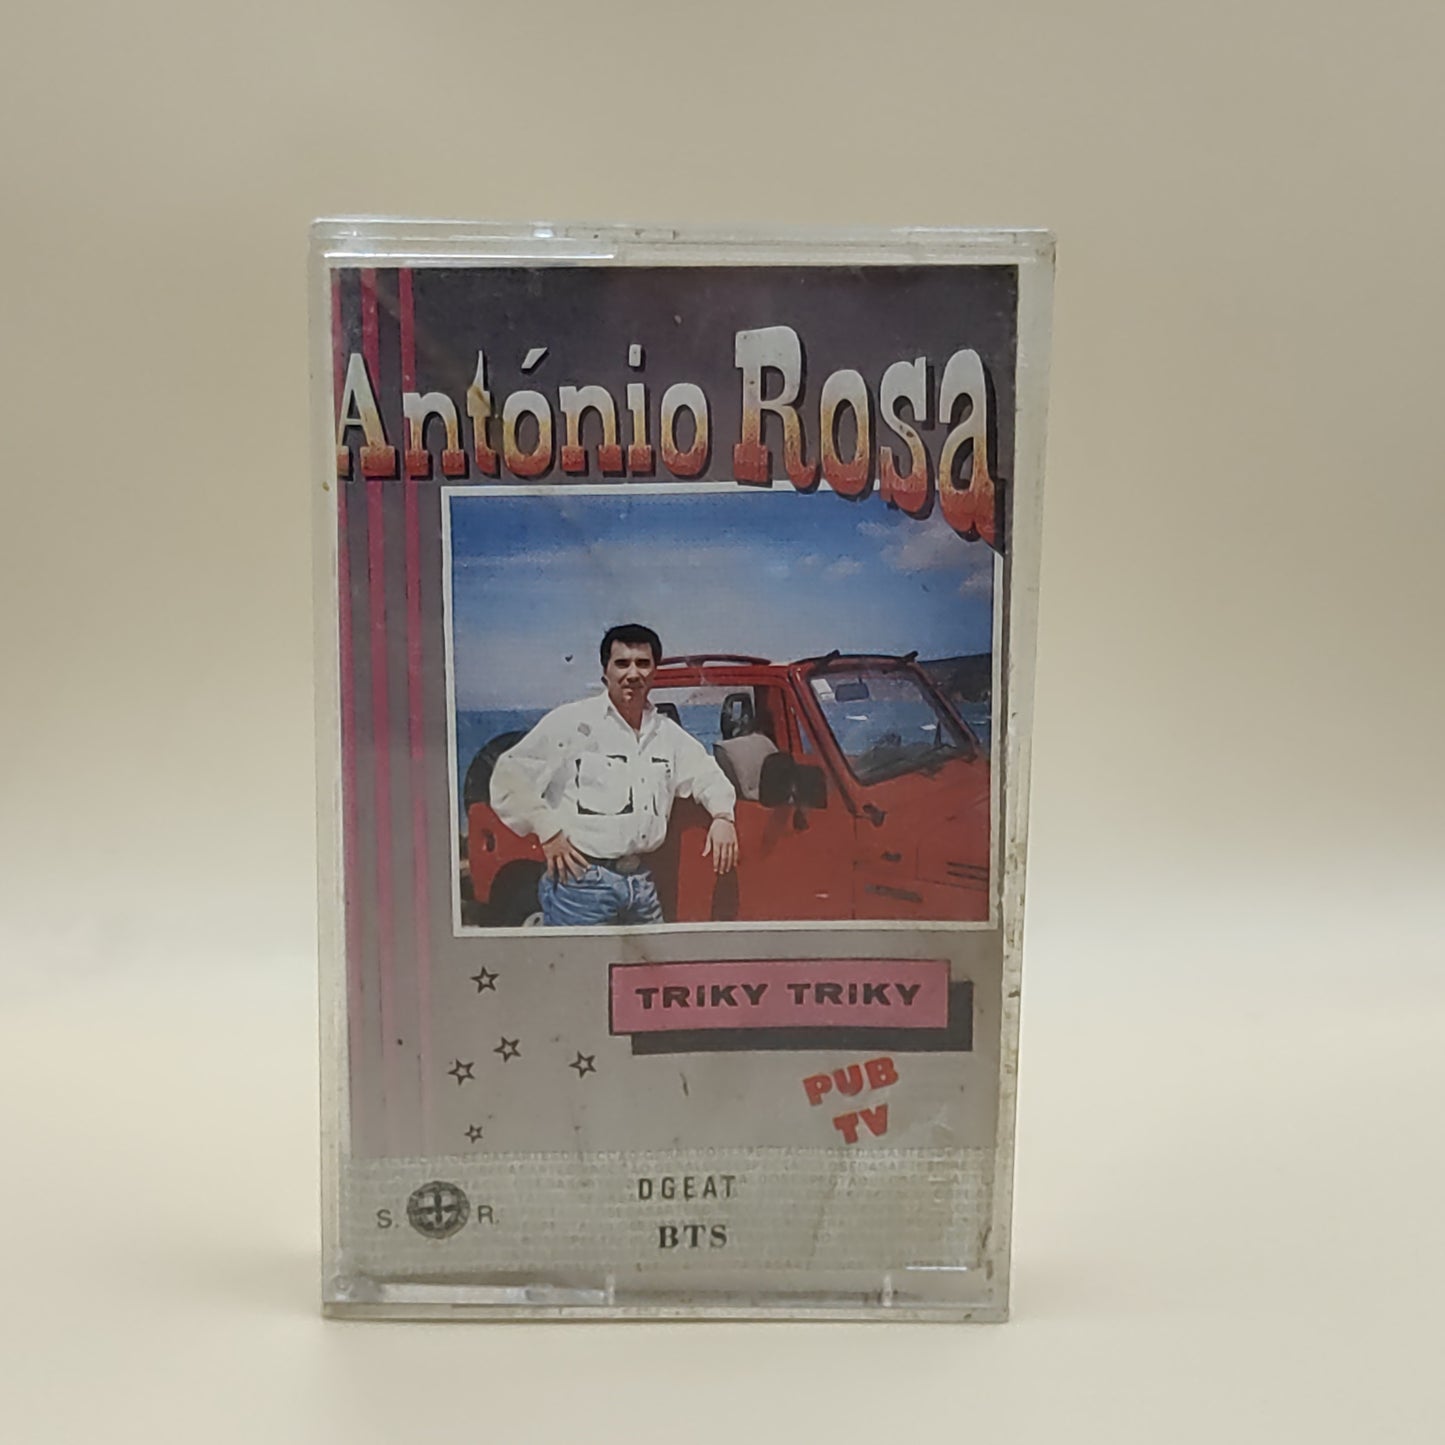 António Rosa
TRIKY TRIKY
PUB
TV
DGEAT
S. R.
BTS